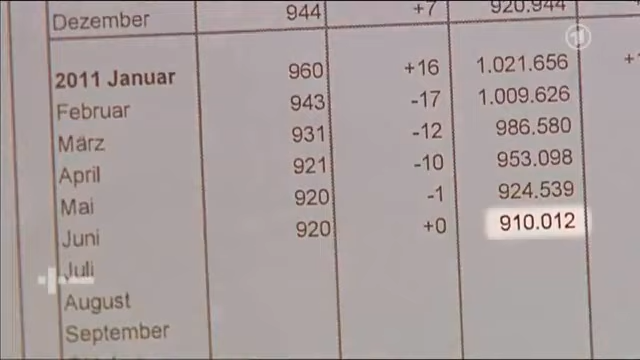 Dezember 944 +7 920.944
2011 Januar 960 +16 1.021.656
Februar 943 -17 1.009.626
März 931 -12 986.580
April 921 -10 953.098
Mai 920 -1 924.539
Juni 920 +0 910.012
Juli
August
September